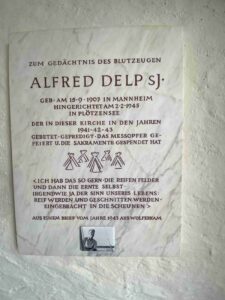 ZUM GEDÄCHTNIS DES BLUTZEUGEN
ALFRED DELP SJ·
GEB·AM 15·9·1907 IN MANNHEIM
HINGERICHTET AM 2·2·1945
IN PLÖTZENSEE
DER IN DIESER KIRCHE IN DEN JAHREN
1941·42·43
GEBETET·GEPREDIGT·DAS MESSOPFER GE-
FEIERT U. DIE SAKRAMENTE GESPENDET HAT
‹ICH HAB DAS SO GERN·DIE REIFEN FELDER
UND DANN DIE ERNTE SELBST·
IRGENDWIE JA DER SINN UNSERES LEBENS:
REIF WERDEN UND GESCHNITTEN WERDEN·
EINGEBRACHT IN DIE SCHEUNEN›
AUS EINEM BRIEF VOM JAHRE 1943 AUS WOLFERKAM